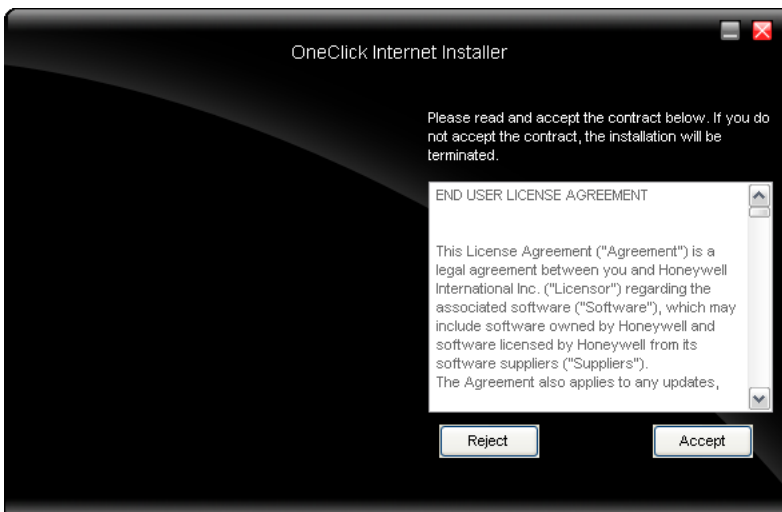 OneClick Internet Installer
Please read and accept the contract below. If you do
not accept the contract, the installation will be
terminated.
END USER LICENSE AGREEMENT
This License Agreement ("Agreement") is a
legal agreement between you and Honeywell
International Inc. ("Licensor") regarding the
associated software ("Software"), which may
include software owned by Honeywell and
software licensed by Honeywell from its
software suppliers ("Suppliers").
The Agreement also applies to any updates,
Reject
Accept